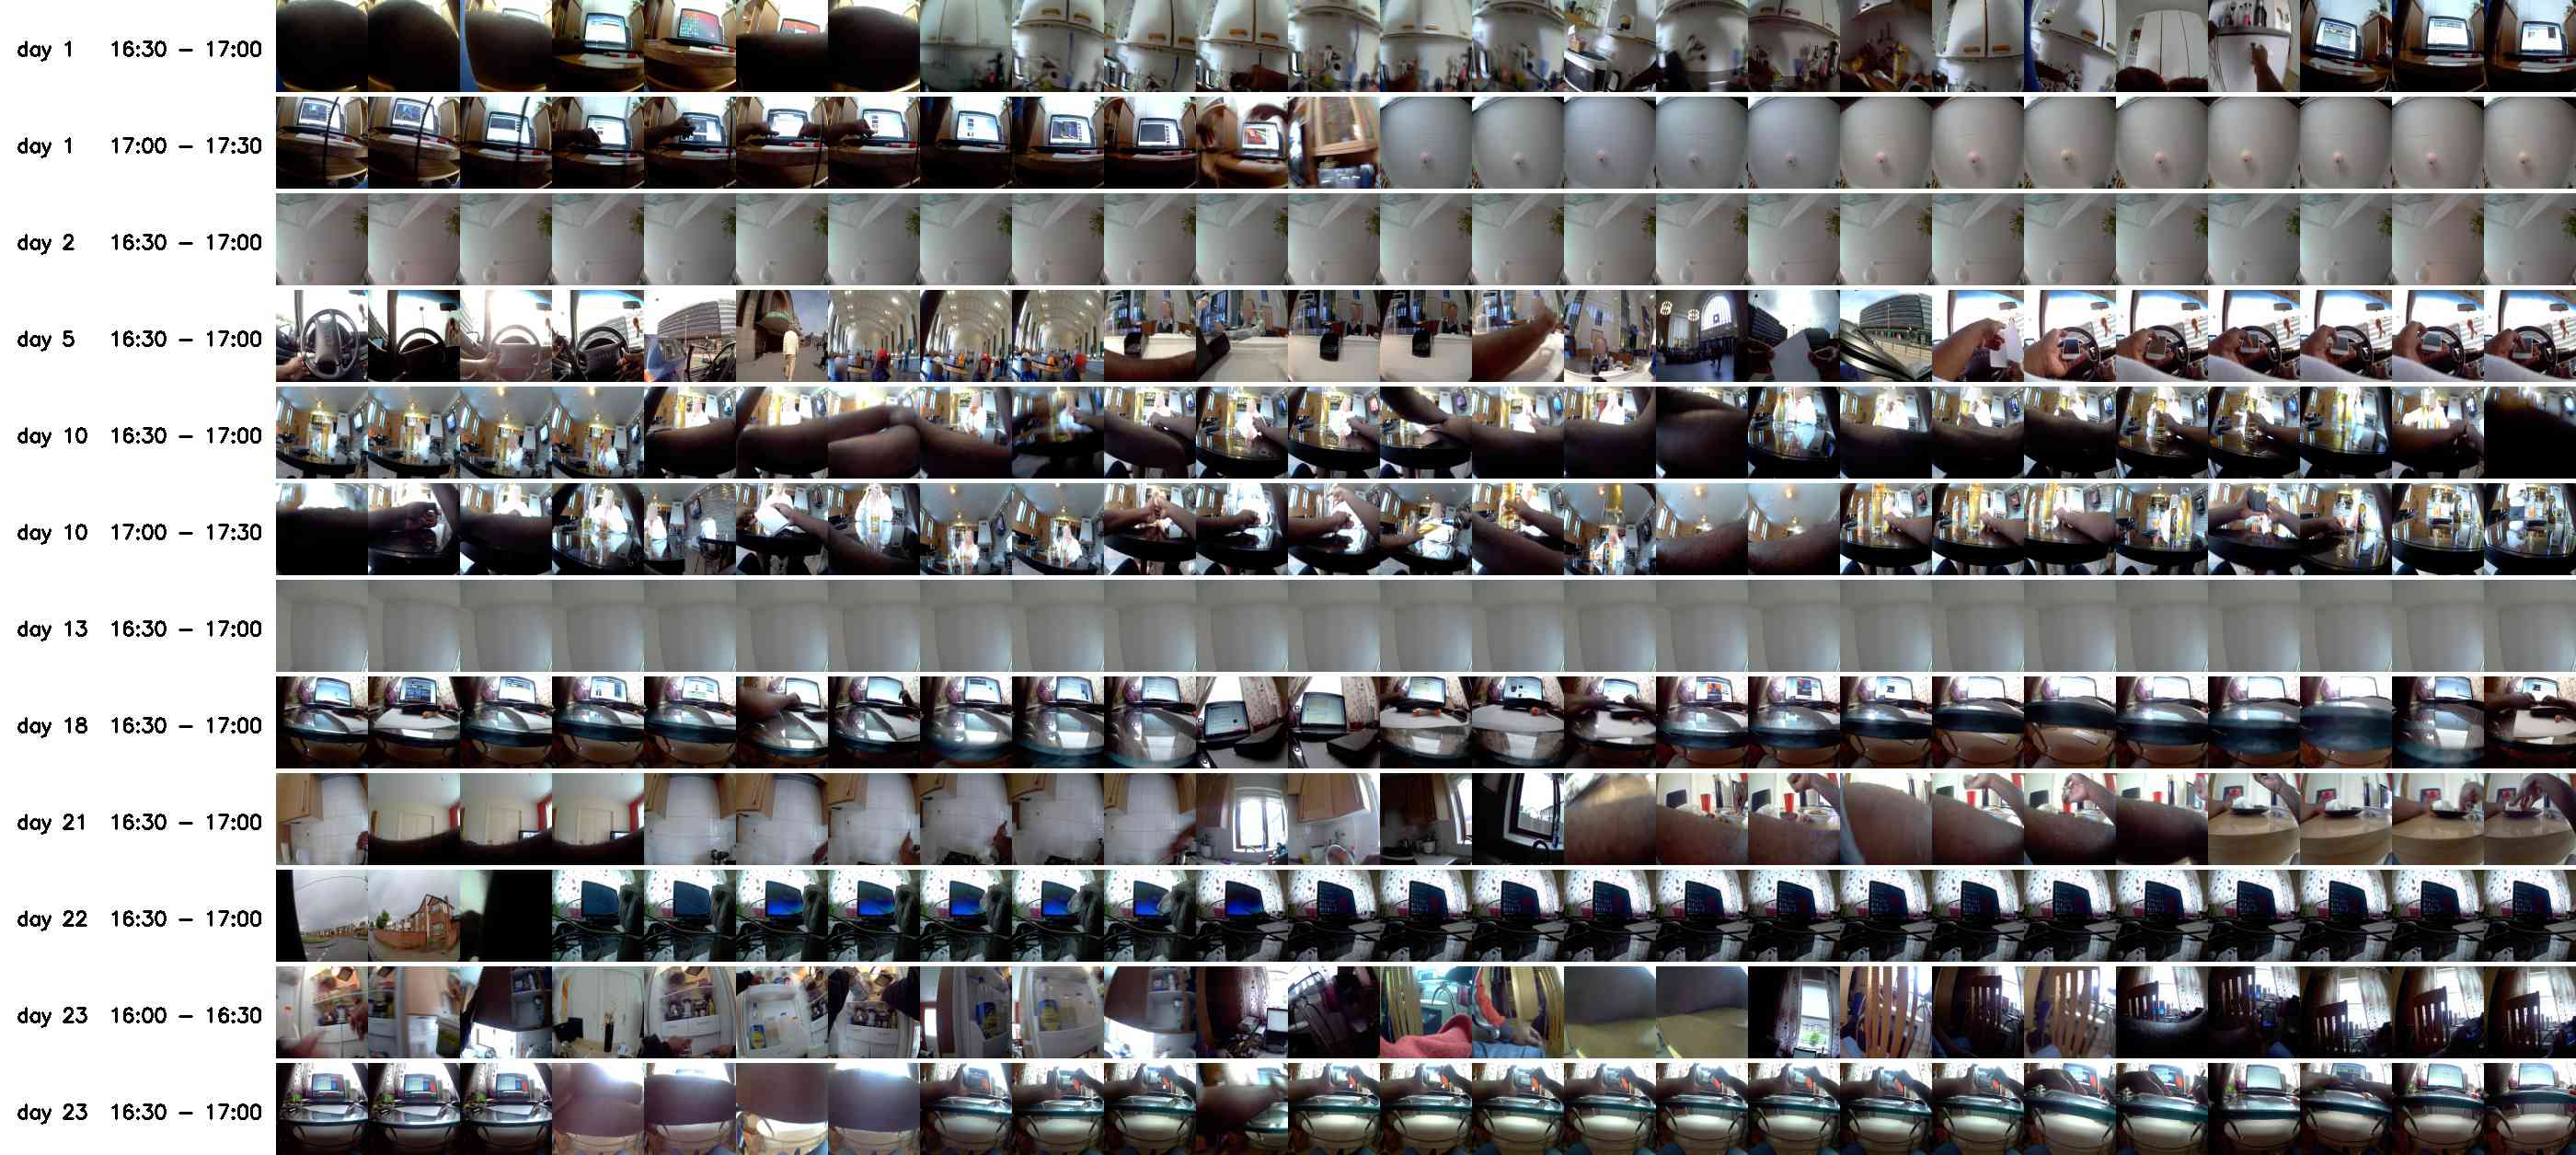 day 1 16:30 - 17:00
day 1 17:00 - 17:30
day 2 16:30 - 17:00
day 5 16:30 - 17:00
day 10 16:30 - 17:00
day 10 17:00 - 17:30
day 13 16:30 - 17:00
day 18 16:30 - 17:00
day 21 16:30 - 17:00
day 22 16:30 - 17:00
day 23 16:00 - 16:30
day 23 16:30 - 17:00